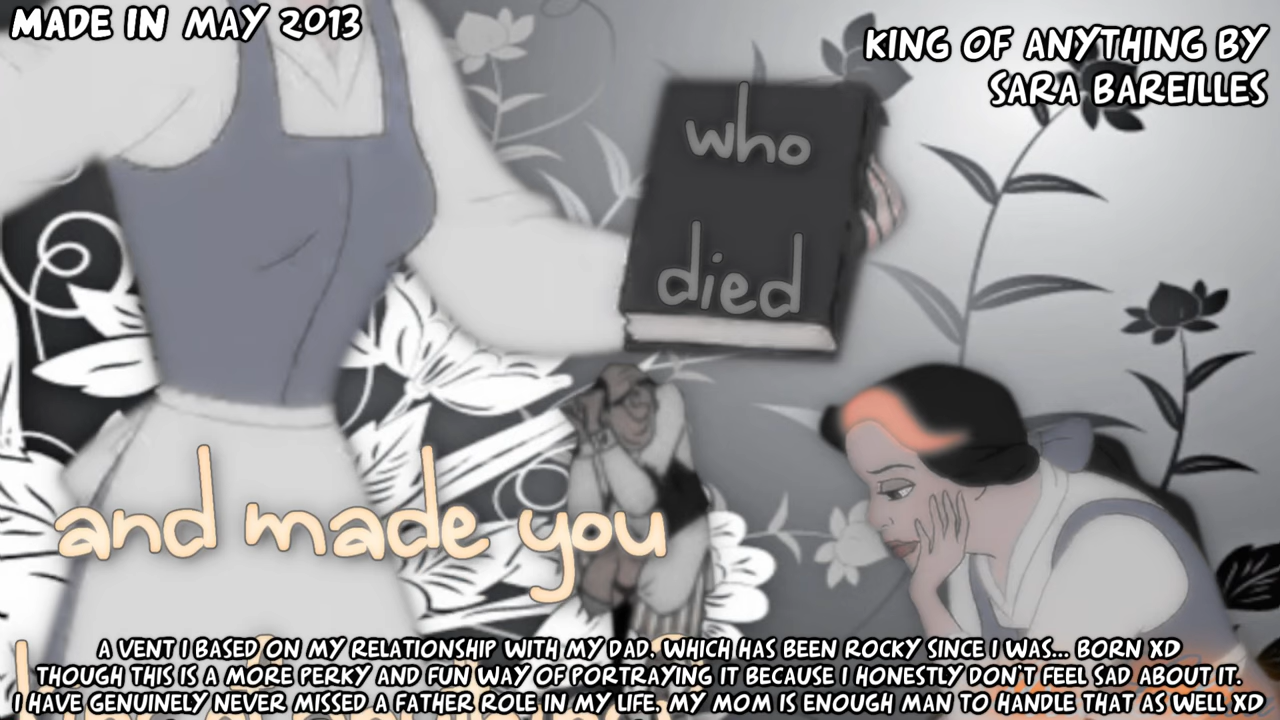 MADE IN MAY 2013
KING OF ANYTHING BY
SARA BAREILLES
who
died
and made you
A VENT I BASED ON MY RELATIONSHIP WITH MY DAD. WHICH HAS BEEN ROCKY SINCE I WAS... BORN XD
THOUGH THIS IS A MORE PERKY AND FUN WAY OF PORTRAYING IT BECAUSE I HONESTLY DON'T FEEL SAD ABOUT IT.
I HAVE GENUINELY NEVER MISSED A FATHER ROLE IN MY LIFE. MY MOM IS ENOUGH MAN TO HANDLE THAT AS WELL XD